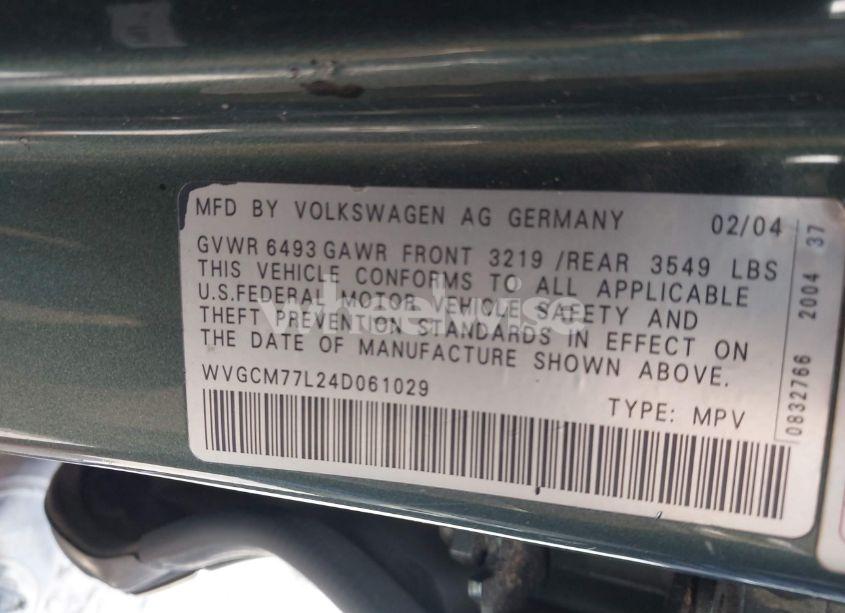 MFD BY VOLKSWAGEN AG GERMANY 02/04
GVWR 6493 GAWR FRONT 3219 /REAR 3549 LBS
THIS VEHICLE CONFORMS TO ALL APPLICABLE
U.S.FEDERAL MOTOR VEHICLE SAFETY AND
THEFT PREVENTION STANDARDS IN EFFECT ON
THE DATE OF MANUFACTURE SHOWN ABOVE.
WVGCM77L24D061029
TYPE: MPV
0832766 2004 37
wheelwise